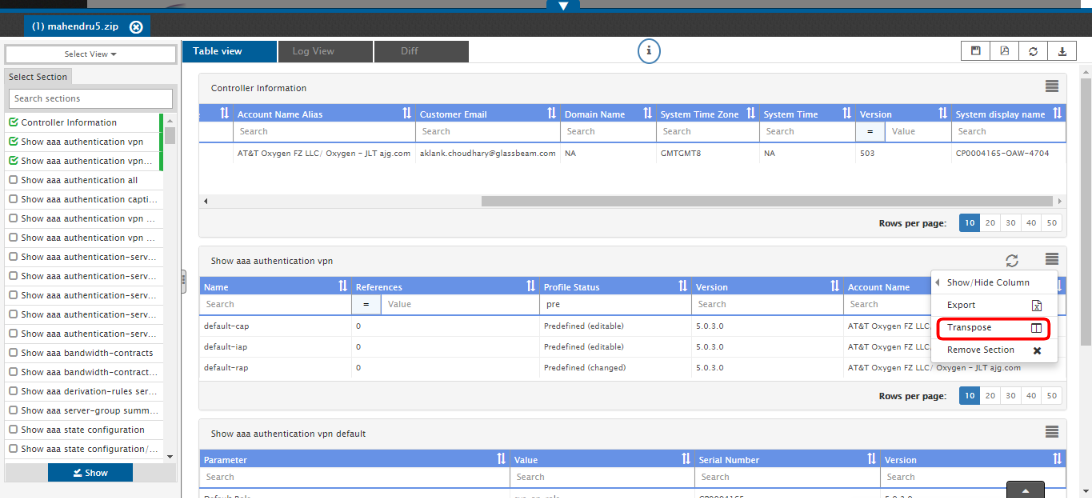 (1) mahendru5.zip
Select View
Table view Log View Diff
i
Select Section
Search sections
Controller Information
Show aaa authentication vpn
Show aaa authentication vpn...
Show aaa authentication all
Show aaa authentication capti...
Show aaa authentication vpn ...
Show aaa authentication vpn ...
Show aaa authentication-serv...
Show aaa authentication-serv...
Show aaa authentication-serv...
Show aaa authentication-serv...
Show aaa authentication-serv...
Show aaa bandwidth-contracts
Show aaa bandwidth-contract...
Show aaa derivation-rules ser...
Show aaa server-group summ...
Show aaa state configuration
Show aaa state configuration/...
Show
Controller Information
Account Name Alias Customer Email Domain Name System Time Zone System Time Version System display name
Search Search Search Search Search = Value Search
AT&T Oxygen FZ LLC/ Oxygen - JLT ajg.com aklank.choudhary@glassbeam.com NA GMTGMT8 NA 503 CP0004165-OAW-4704
Rows per page: 10 20 30 40 50
Show aaa authentication vpn
Name References Profile Status Version Account Name
Search = Value pre Search Search
default-cap 0 Predefined (editable) 5.0.3.0 AT&T Oxygen FZ LLC
default-iap 0 Predefined (editable) 5.0.3.0 AT&T Oxygen FZ LLC
default-rap 0 Predefined (changed) 5.0.3.0 AT&T Oxygen FZ LLC/ Oxygen - JLT ajg.com
Show/Hide Column
Export
Transpose
Remove Section
Rows per page: 10 20 30 40 50
Show aaa authentication vpn default
Parameter Value Serial Number Version
Search Search Search Search